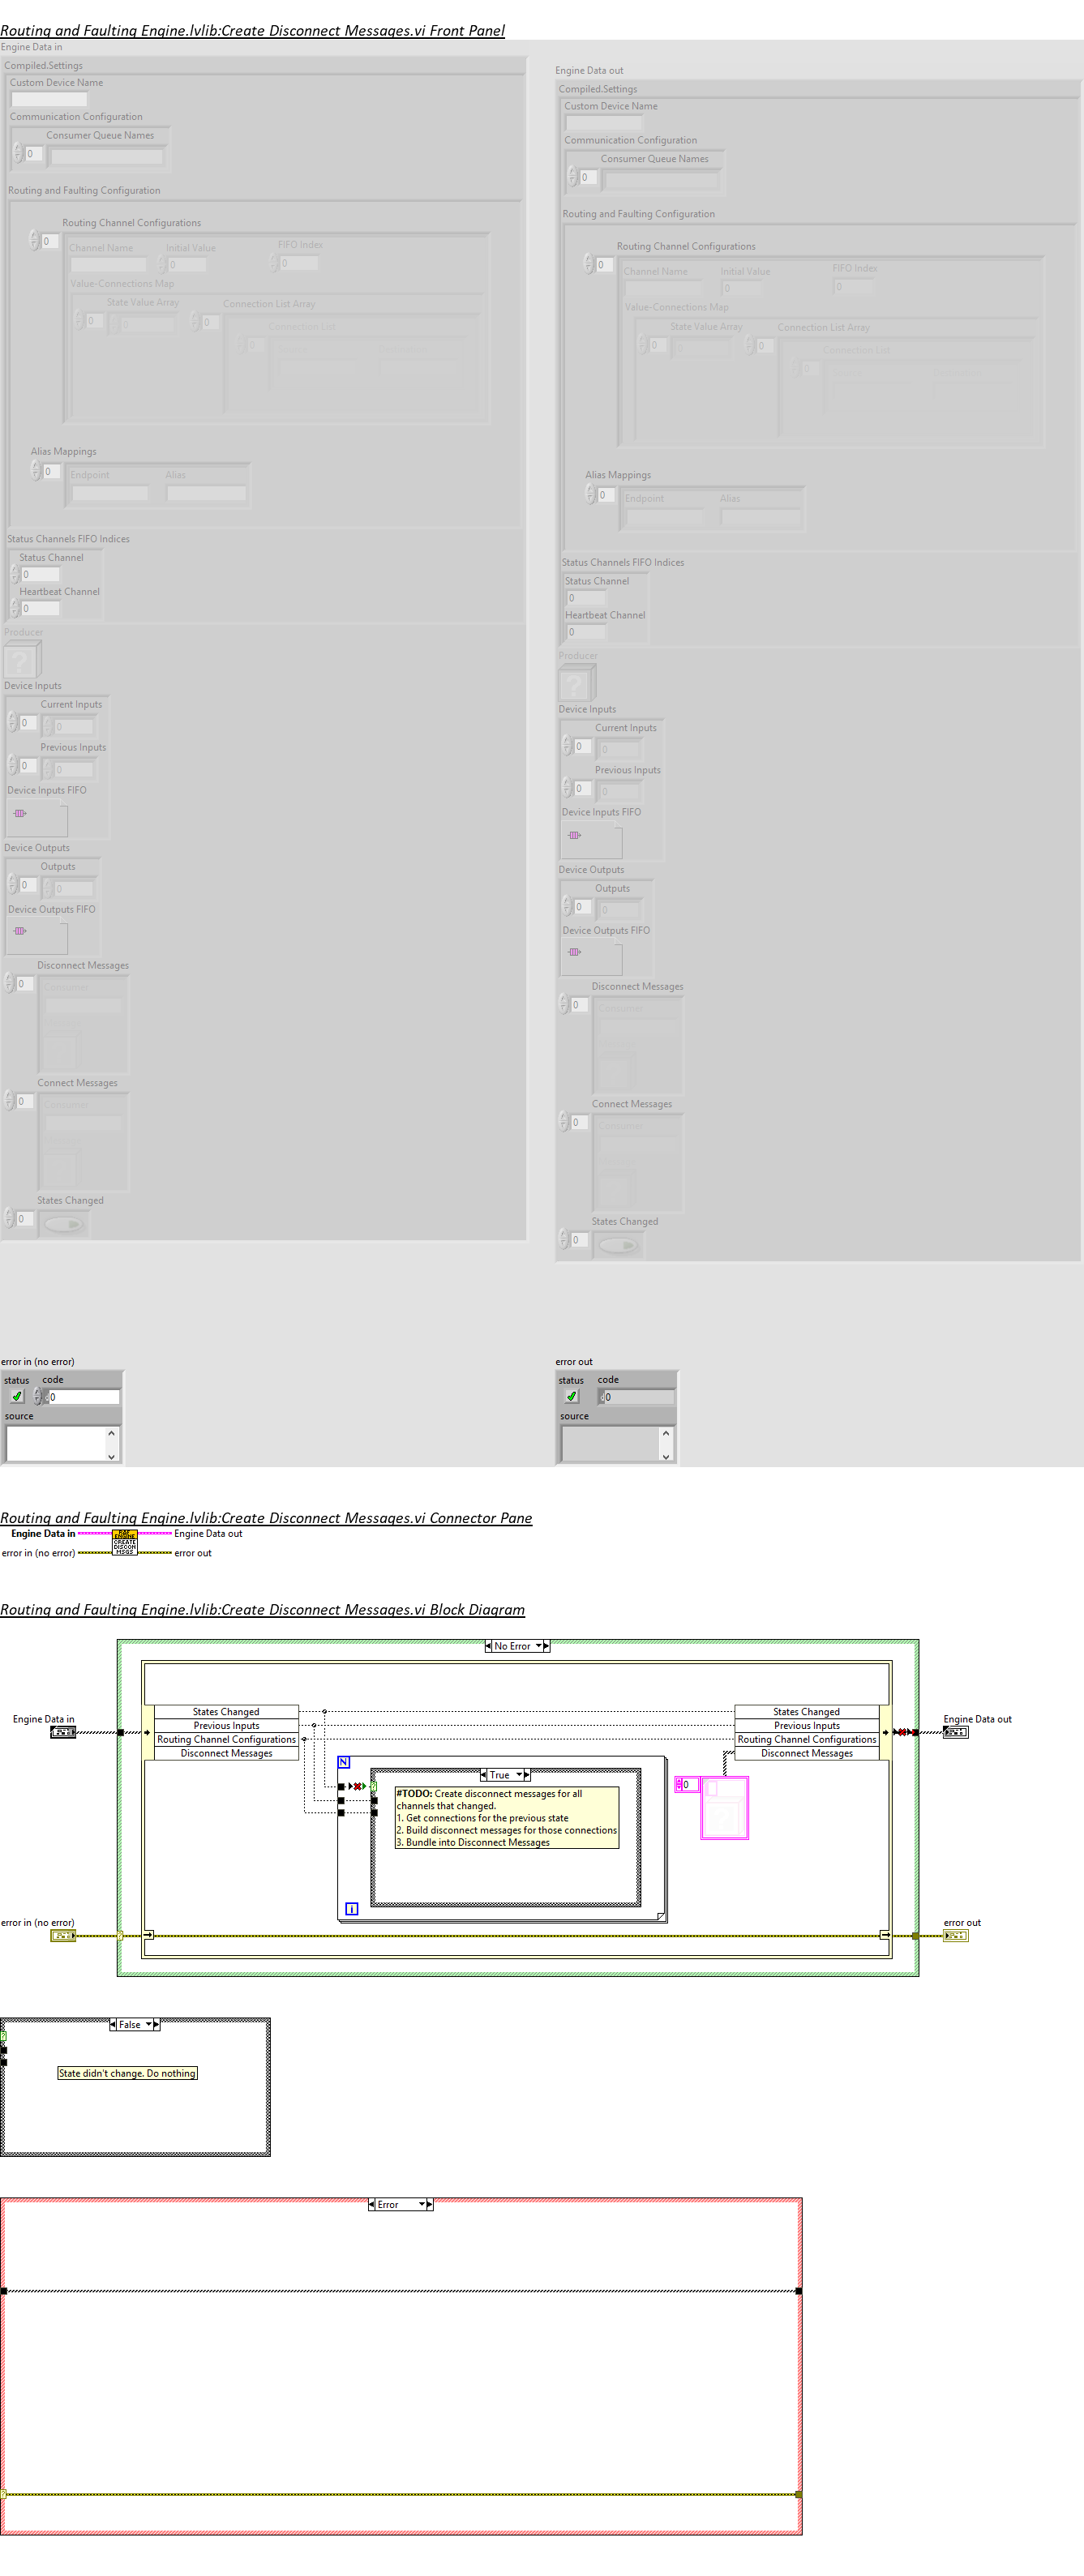 Routing and Faulting Engine.lvlib:Create Disconnect Messages.vi Front Panel
Engine Data in
Compiled.Settings
Custom Device Name
Communication Configuration
Consumer Queue Names
0
Routing and Faulting Configuration
Routing Channel Configurations
0
Channel Name Initial Value FIFO Index
0 0
Value-Connections Map
State Value Array Connection List Array
0 0 0
Connection List
0
Alias Mappings
0
Endpoint Alias
Status Channels FIFO Indices
Status Channel
0
Heartbeat Channel
0
Producer
?
Device Inputs
Current Inputs
0 0
Previous Inputs
0 0
Device Inputs FIFO
Device Outputs
Outputs
0 0
Device Outputs FIFO
Disconnect Messages
0
Consumer
Connect Messages
0
Consumer
States Changed
0
Engine Data out
Compiled.Settings
Custom Device Name
Communication Configuration
Consumer Queue Names
0
Routing and Faulting Configuration
Routing Channel Configurations
0
Channel Name Initial Value FIFO Index
0 0
Value-Connections Map
State Value Array Connection List Array
0 0 0
Connection List
0
Alias Mappings
0
Endpoint Alias
Status Channels FIFO Indices
Status Channel
0
Heartbeat Channel
0
Producer
?
Device Inputs
Current Inputs
0 0
Previous Inputs
0 0
Device Inputs FIFO
Device Outputs
Outputs
0 0
Device Outputs FIFO
Disconnect Messages
0
Consumer
Connect Messages
0
Consumer
States Changed
0
error in (no error)
status code
0
source
error out
status code
0
source
Routing and Faulting Engine.lvlib:Create Disconnect Messages.vi Connector Pane
Engine Data in Engine Data out
error in (no error) error out
ENGINE
CREATE
DISCON
MSGS
Routing and Faulting Engine.lvlib:Create Disconnect Messages.vi Block Diagram
No Error
Engine Data in
States Changed
Previous Inputs
Routing Channel Configurations
Disconnect Messages
States Changed
Previous Inputs
Routing Channel Configurations
Disconnect Messages
Engine Data out
N
True
0
#TODO: Create disconnect messages for all
channels that changed.
1. Get connections for the previous state
2. Build disconnect messages for those connections
3. Bundle into Disconnect Messages
i
error in (no error)
error out
False
State didn't change. Do nothing
Error